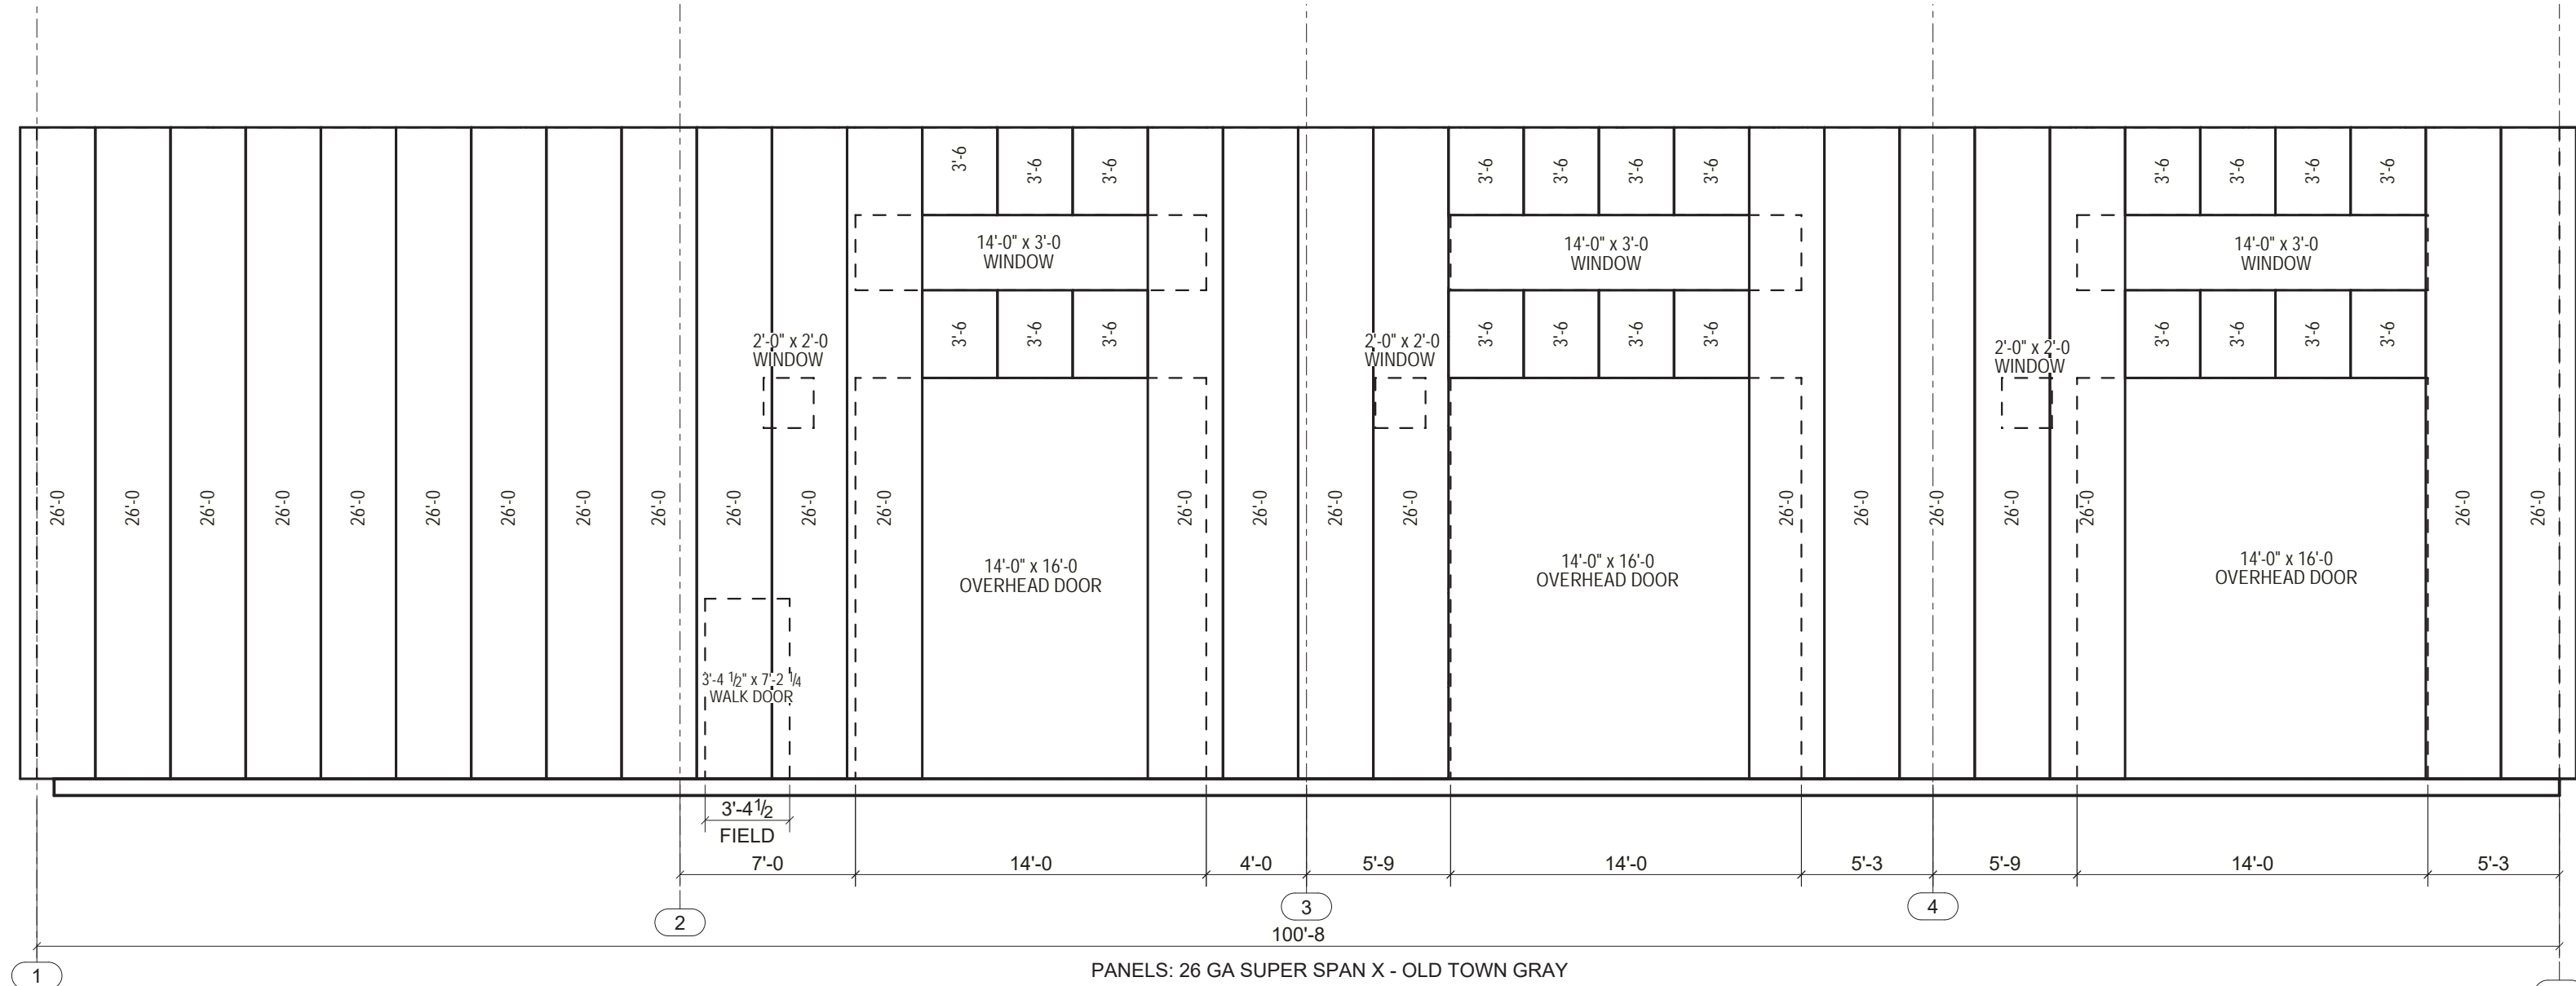 3'-6 3'-6 3'-6 3'-6 3'-6 3'-6 3'-6 3'-6 3'-6 3'-6 3'-6
14'-0" x 3'-0
WINDOW
14'-0" x 3'-0
WINDOW
14'-0" x 3'-0
WINDOW
3'-6 3'-6 3'-6 3'-6 3'-6 3'-6 3'-6 3'-6 3'-6 3'-6 3'-6
2'-0" x 2'-0
WINDOW
2'-0" x 2'-0
WINDOW
2'-0" x 2'-0
WINDOW
26'-0 26'-0 26'-0 26'-0 26'-0 26'-0 26'-0 26'-0 26'-0 26'-0 26'-0 26'-0 26'-0 26'-0 26'-0 26'-0 26'-0 26'-0 26'-0 26'-0 26'-0 26'-0 26'-0
14'-0" x 16'-0
OVERHEAD DOOR
14'-0" x 16'-0
OVERHEAD DOOR
14'-0" x 16'-0
OVERHEAD DOOR
3'-4 1/2" x 7'-2 1/4
WALK DOOR
3'-4 1/2
FIELD
7'-0 14'-0 4'-0 5'-9 14'-0 5'-3 5'-9 14'-0 5'-3
2 3 4
100'-8
1
PANELS: 26 GA SUPER SPAN X - OLD TOWN GRAY